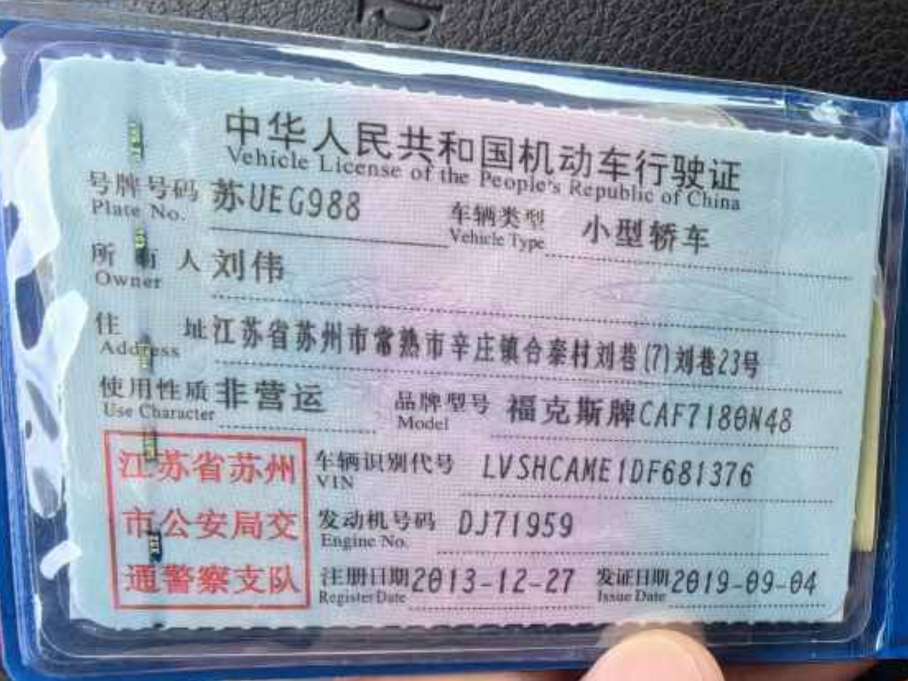 中华人民共和国机动车行驶证
Vehicle License of the People's Republic of China
号牌号码 苏UEG988 车辆类型 小型轿车
Plate No. Vehicle Type
所有人 刘伟
Owner
住址 江苏省苏州市常熟市辛庄镇合泰村刘巷(7)刘巷23号
Address
使用性质 非营运 品牌型号 福克斯牌CAF7180N48
Use Character Model
江苏省苏州
市公安局交
通警察支队
车辆识别代号 LVSHCAME1DF681376
VIN
发动机号码 DJ71959
Engine No.
注册日期 2013-12-27 发证日期 2019-09-04
Register Date Issue Date